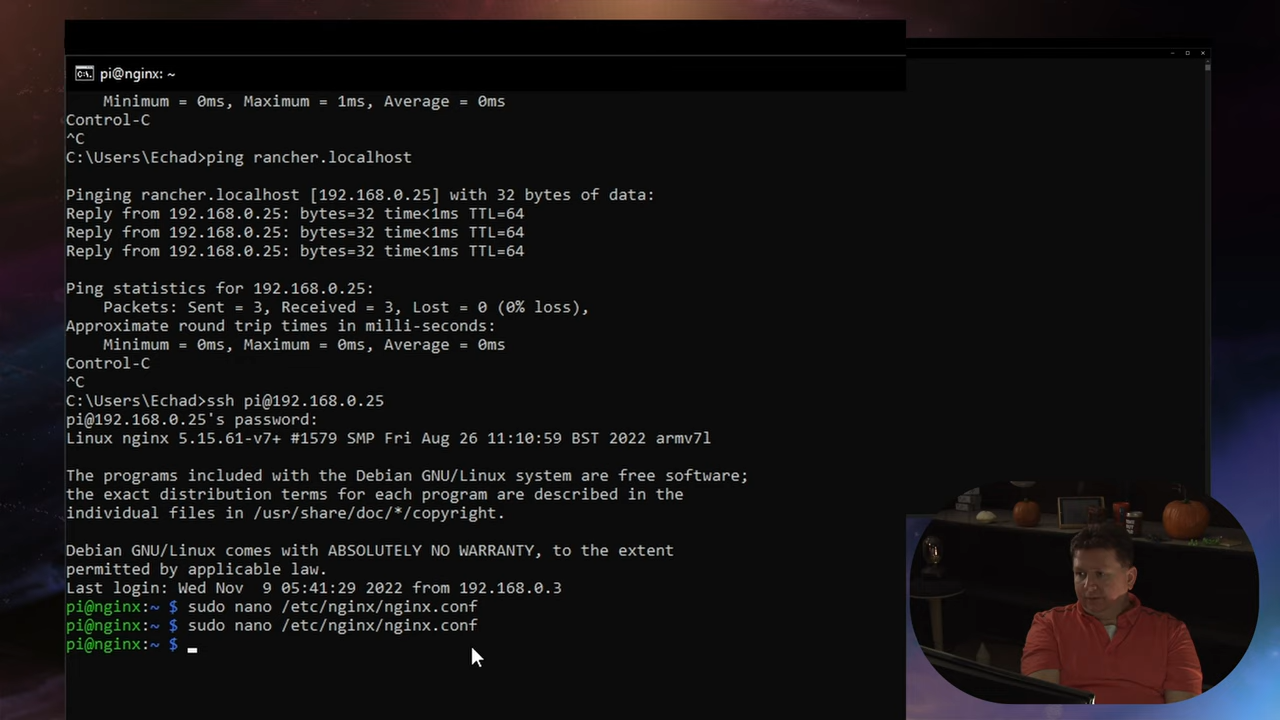 pi@nginx: ~
Minimum = 0ms, Maximum = 1ms, Average = 0ms
Control-C
^C
C:\Users\Echad>ping rancher.localhost
Pinging rancher.localhost [192.168.0.25] with 32 bytes of data:
Reply from 192.168.0.25: bytes=32 time<1ms TTL=64
Reply from 192.168.0.25: bytes=32 time<1ms TTL=64
Reply from 192.168.0.25: bytes=32 time<1ms TTL=64
Ping statistics for 192.168.0.25:
Packets: Sent = 3, Received = 3, Lost = 0 (0% loss),
Approximate round trip times in milli-seconds:
Minimum = 0ms, Maximum = 0ms, Average = 0ms
Control-C
^C
C:\Users\Echad>ssh pi@192.168.0.25
pi@192.168.0.25's password:
Linux nginx 5.15.61-v7+ #1579 SMP Fri Aug 26 11:10:59 BST 2022 armv7l
The programs included with the Debian GNU/Linux system are free software;
the exact distribution terms for each program are described in the
individual files in /usr/share/doc/*/copyright.
Debian GNU/Linux comes with ABSOLUTELY NO WARRANTY, to the extent
permitted by applicable law.
Last login: Wed Nov  9 05:41:29 2022 from 192.168.0.3
pi@nginx:~ $ sudo nano /etc/nginx/nginx.conf
pi@nginx:~ $ sudo nano /etc/nginx/nginx.conf
pi@nginx:~ $